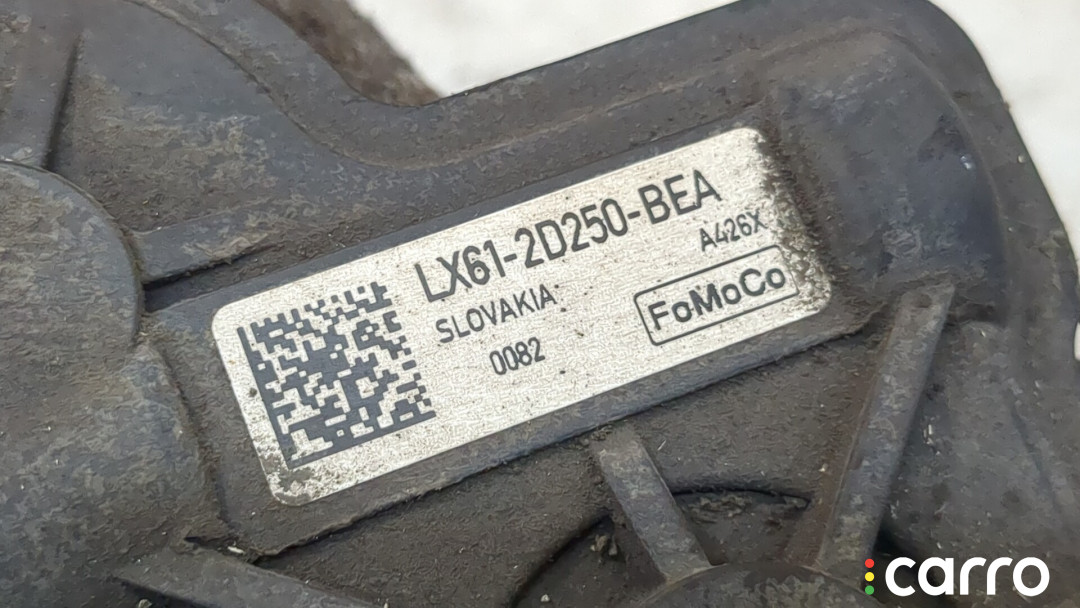 LX61-2D250-BEA
A426X
SLOVAKIA
FoMoCo
0082
carro